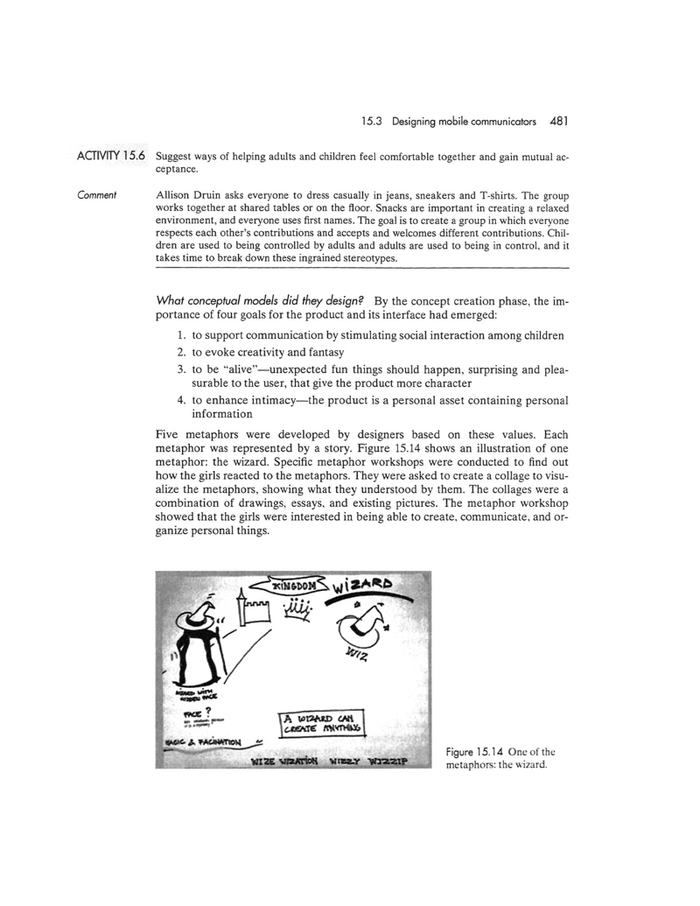 15.3 Designing mobile communicators 481
ACTIVITY 15.6 Suggest ways of helping adults and children feel comfortable together and gain mutual ac-
ceptance.
Comment Allison Druin asks everyone to dress casually in jeans, sneakers and T-shirts. The group
works together at shared tables or on the floor. Snacks are important in creating a relaxed
environment, and everyone uses first names. The goal is to create a group in which everyone
respects each other's contributions and accepts and welcomes different contributions. Chil-
dren are used to being controlled by adults and adults are used to being in control, and it
takes time to break down these ingrained stereotypes.
What conceptual models did they design? By the concept creation phase, the im-
portance of four goals for the product and its interface had emerged:
1. to support communication by stimulating social interaction among children
2. to evoke creativity and fantasy
3. to be "alive"—unexpected fun things should happen, surprising and plea-
surable to the user, that give the product more character
4. to enhance intimacy—the product is a personal asset containing personal
information
Five metaphors were developed by designers based on these values. Each
metaphor was represented by a story. Figure 15.14 shows an illustration of one
metaphor: the wizard. Specific metaphor workshops were conducted to find out
how the girls reacted to the metaphors. They were asked to create a collage to visu-
alize the metaphors, showing what they understood by them. The collages were a
combination of drawings, essays, and existing pictures. The metaphor workshop
showed that the girls were interested in being able to create, communicate, and or-
ganize personal things.
KINGDOM WIZARD
WIZ
WIZARD WITH
HIDDEN FACE
FACE ?
A WIZARD CAN
CREATE ANYTHING
MAGIC & FACINATION
WIZE WIZATION WIZZY WIZZIP
Figure 15.14 One of the
metaphors: the wizard.